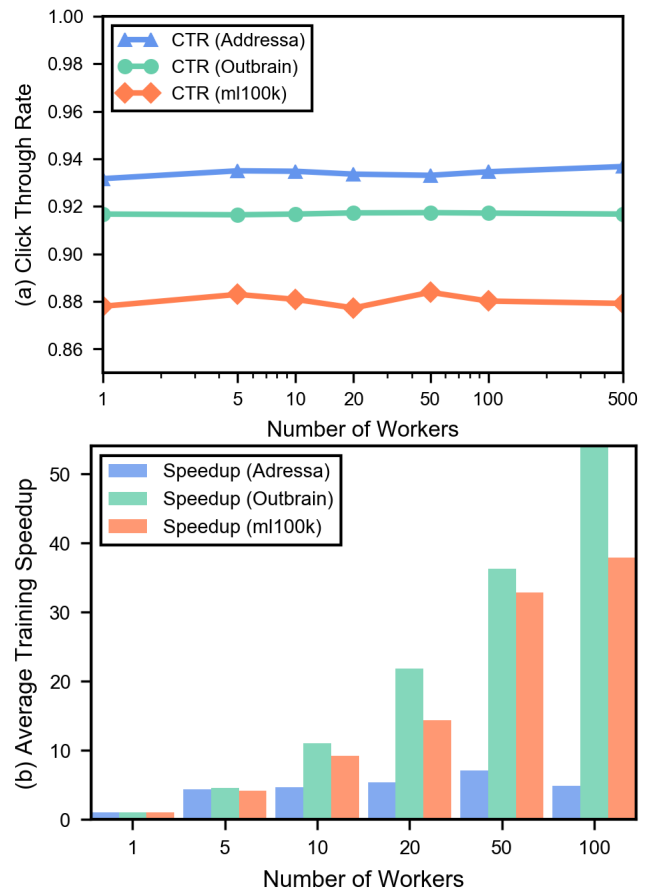 1.00
0.98
0.96
0.94
0.92
0.90
0.88
0.86
(a) Click Through Rate
CTR (Addressa)
CTR (Outbrain)
CTR (ml100k)
1 5 10 20 50 100 500
Number of Workers
50
40
30
20
10
0
(b) Average Training Speedup
Speedup (Adressa)
Speedup (Outbrain)
Speedup (ml100k)
1 5 10 20 50 100
Number of Workers